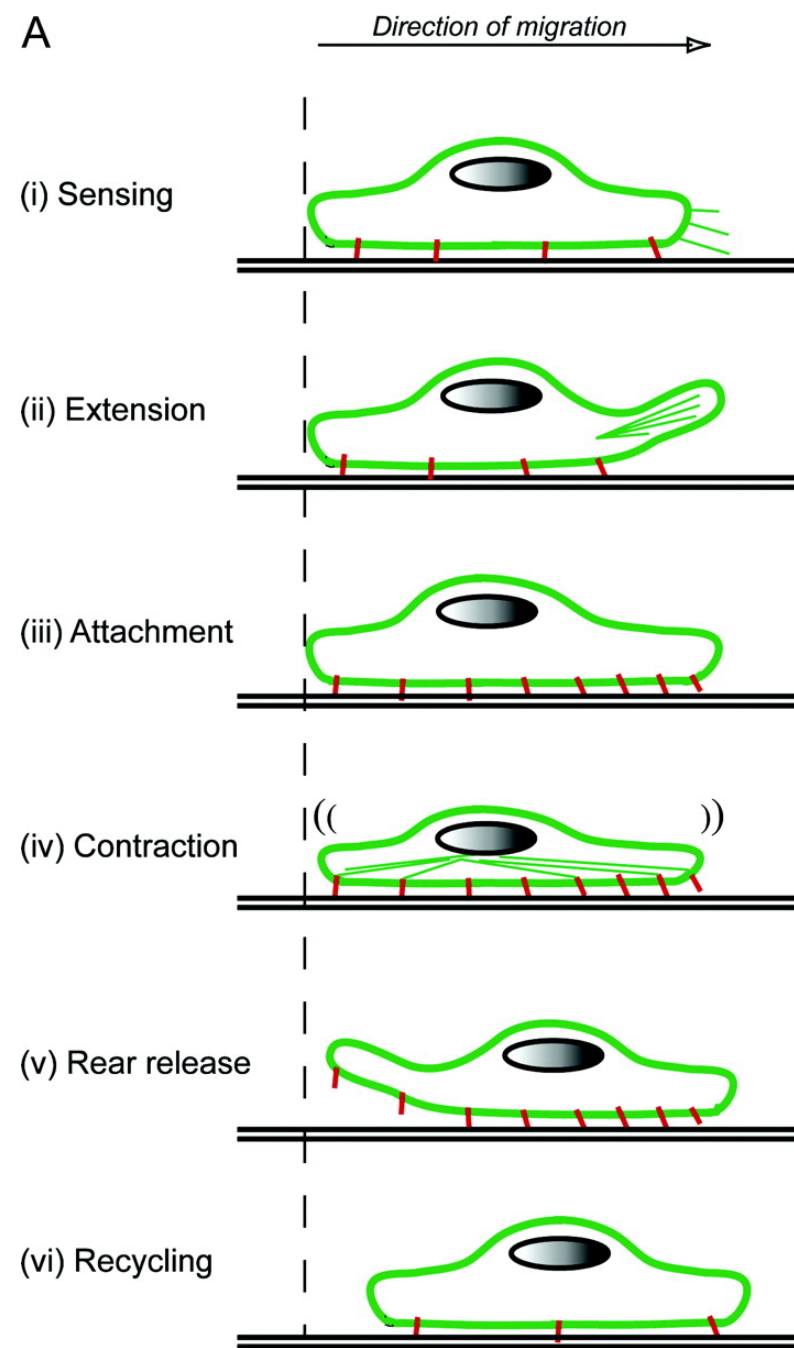 A
Direction of migration
(i) Sensing
(ii) Extension
(iii) Attachment
(iv) Contraction
(v) Rear release
(vi) Recycling